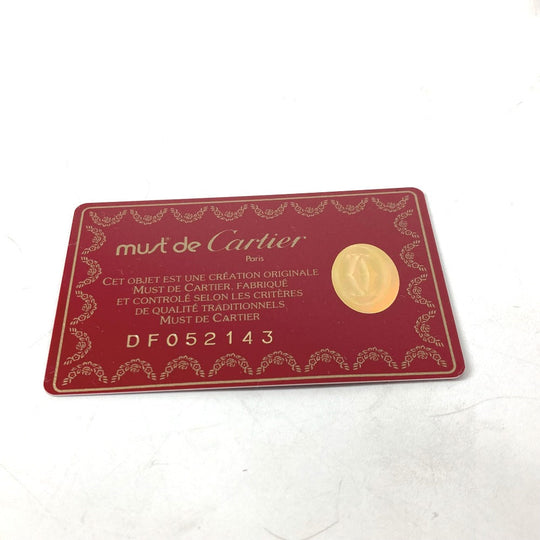 must de Cartier
Paris
CET OBJET EST UNE CRÉATION ORIGINALE
MUST DE CARTIER, FABRIQUÉ
ET CONTROLÉ SELON LES CRITÈRES
DE QUALITÉ TRADITIONNELS
MUST DE CARTIER
DF052143